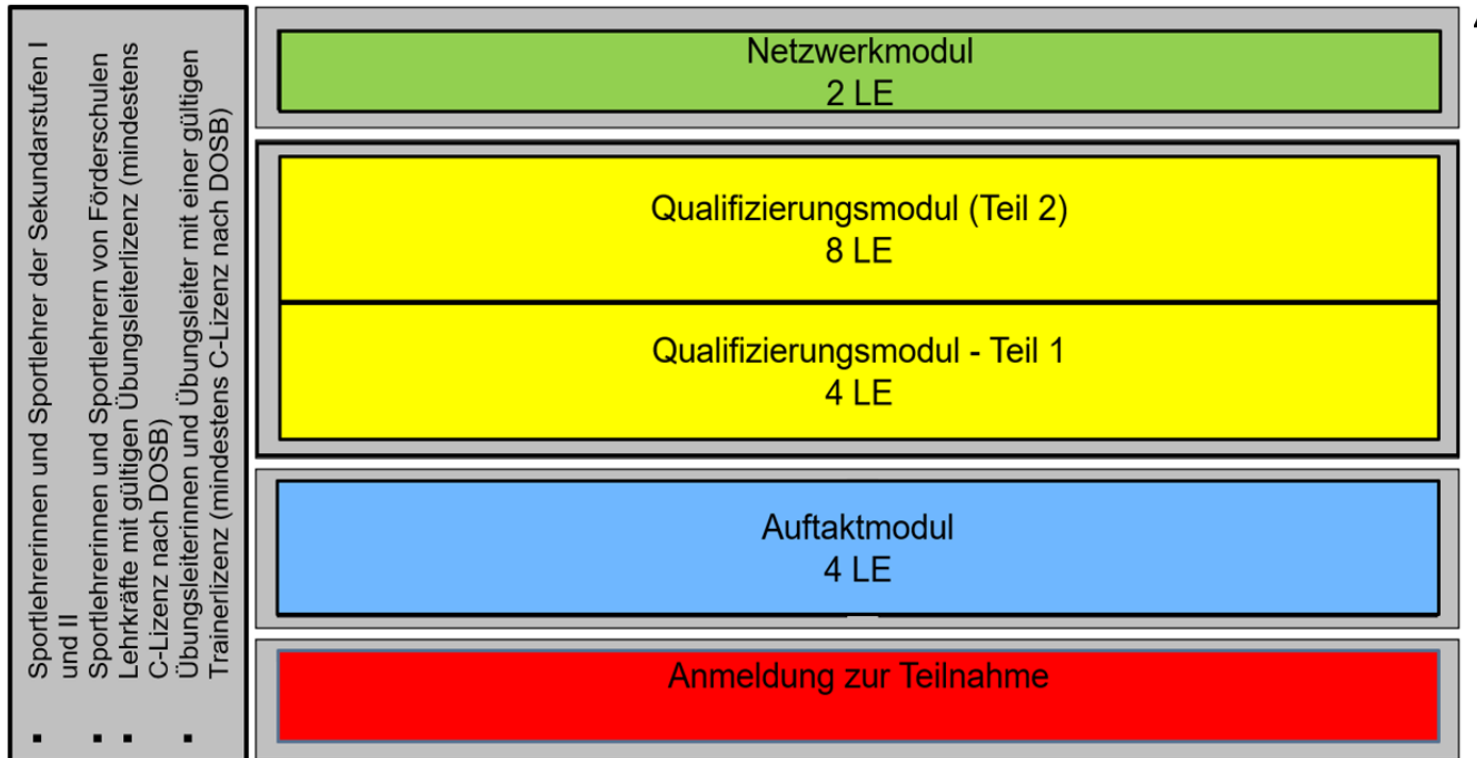 ▪ Sportlehrerinnen und Sportlehrer der Sekundarstufen I
und II
▪ Sportlehrerinnen und Sportlehrern von Förderschulen
▪ Lehrkräfte mit gültigen Übungsleiterlizenz (mindestens
C-Lizenz nach DOSB)
▪ Übungsleiterinnen und Übungsleiter mit einer gültigen
Trainerlizenz (mindestens C-Lizenz nach DOSB)
Netzwerkmodul
2 LE
Qualifizierungsmodul (Teil 2)
8 LE
Qualifizierungsmodul - Teil 1
4 LE
Auftaktmodul
4 LE
Anmeldung zur Teilnahme